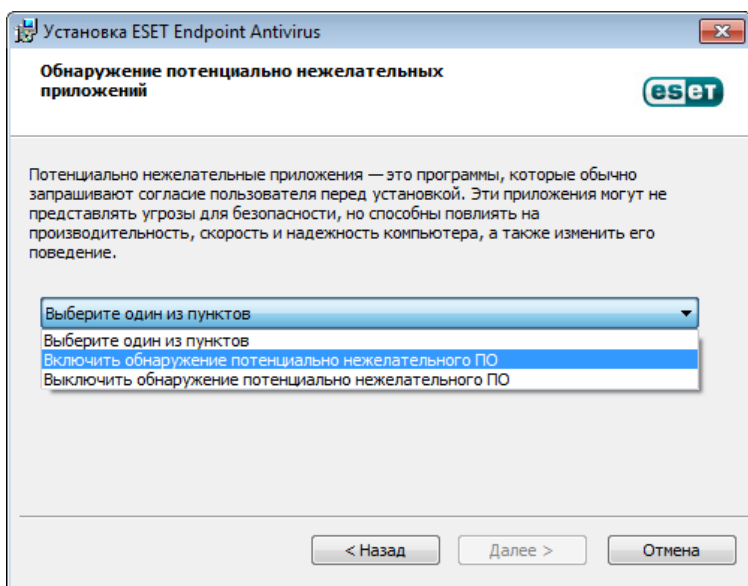 Установка ESET Endpoint Antivirus
Обнаружение потенциально нежелательных
приложений
eseT
Потенциально нежелательные приложения — это программы, которые обычно
запрашивают согласие пользователя перед установкой. Эти приложения могут не
представлять угрозы для безопасности, но способны повлиять на
производительность, скорость и надежность компьютера, а также изменить его
поведение.
Выберите один из пунктов
Выберите один из пунктов
Включить обнаружение потенциально нежелательного ПО
Выключить обнаружение потенциально нежелательного ПО
< Назад
Далее >
Отмена